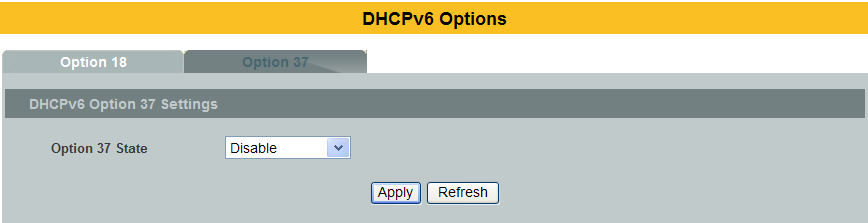 DHCPv6 Options
Option 18 Option 37
DHCPv6 Option 37 Settings
Option 37 State Disable
Apply Refresh